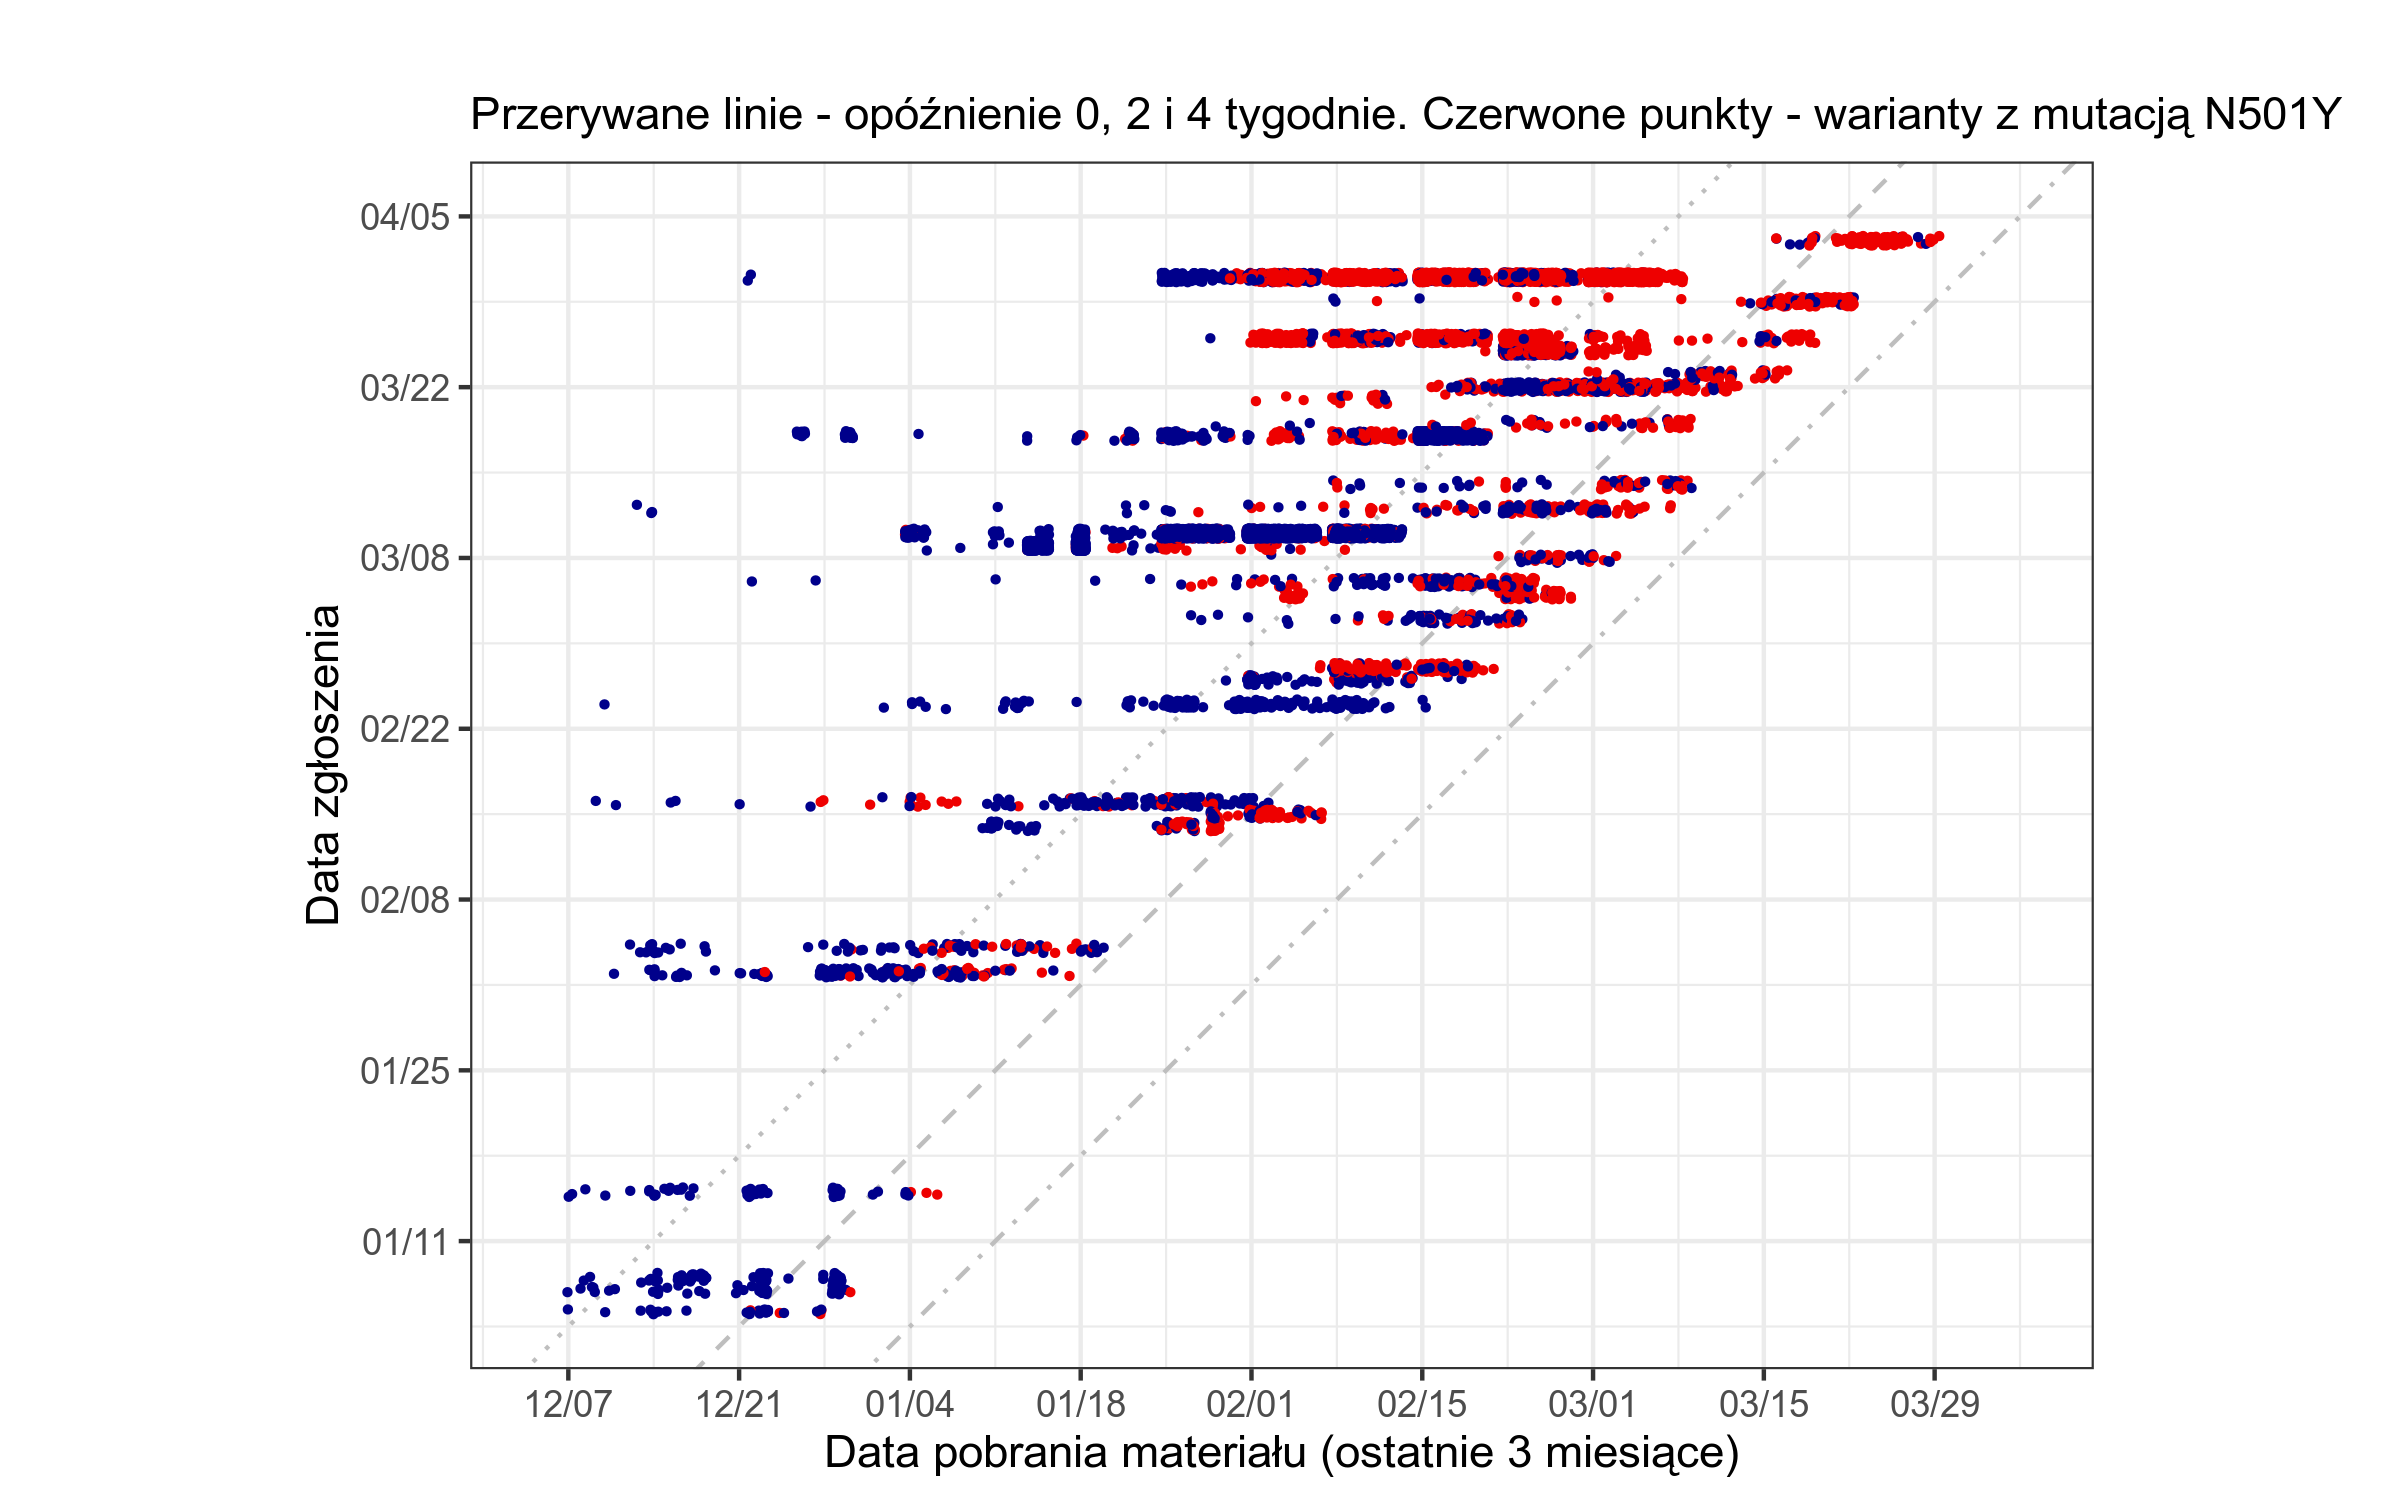 Przerywane linie - opóźnienie 0, 2 i 4 tygodnie. Czerwone punkty - warianty z mutacją N501Y
Data zgłoszenia
04/05
03/22
03/08
02/22
02/08
01/25
01/11
12/07 12/21 01/04 01/18 02/01 02/15 03/01 03/15 03/29
Data pobrania materiału (ostatnie 3 miesiące)